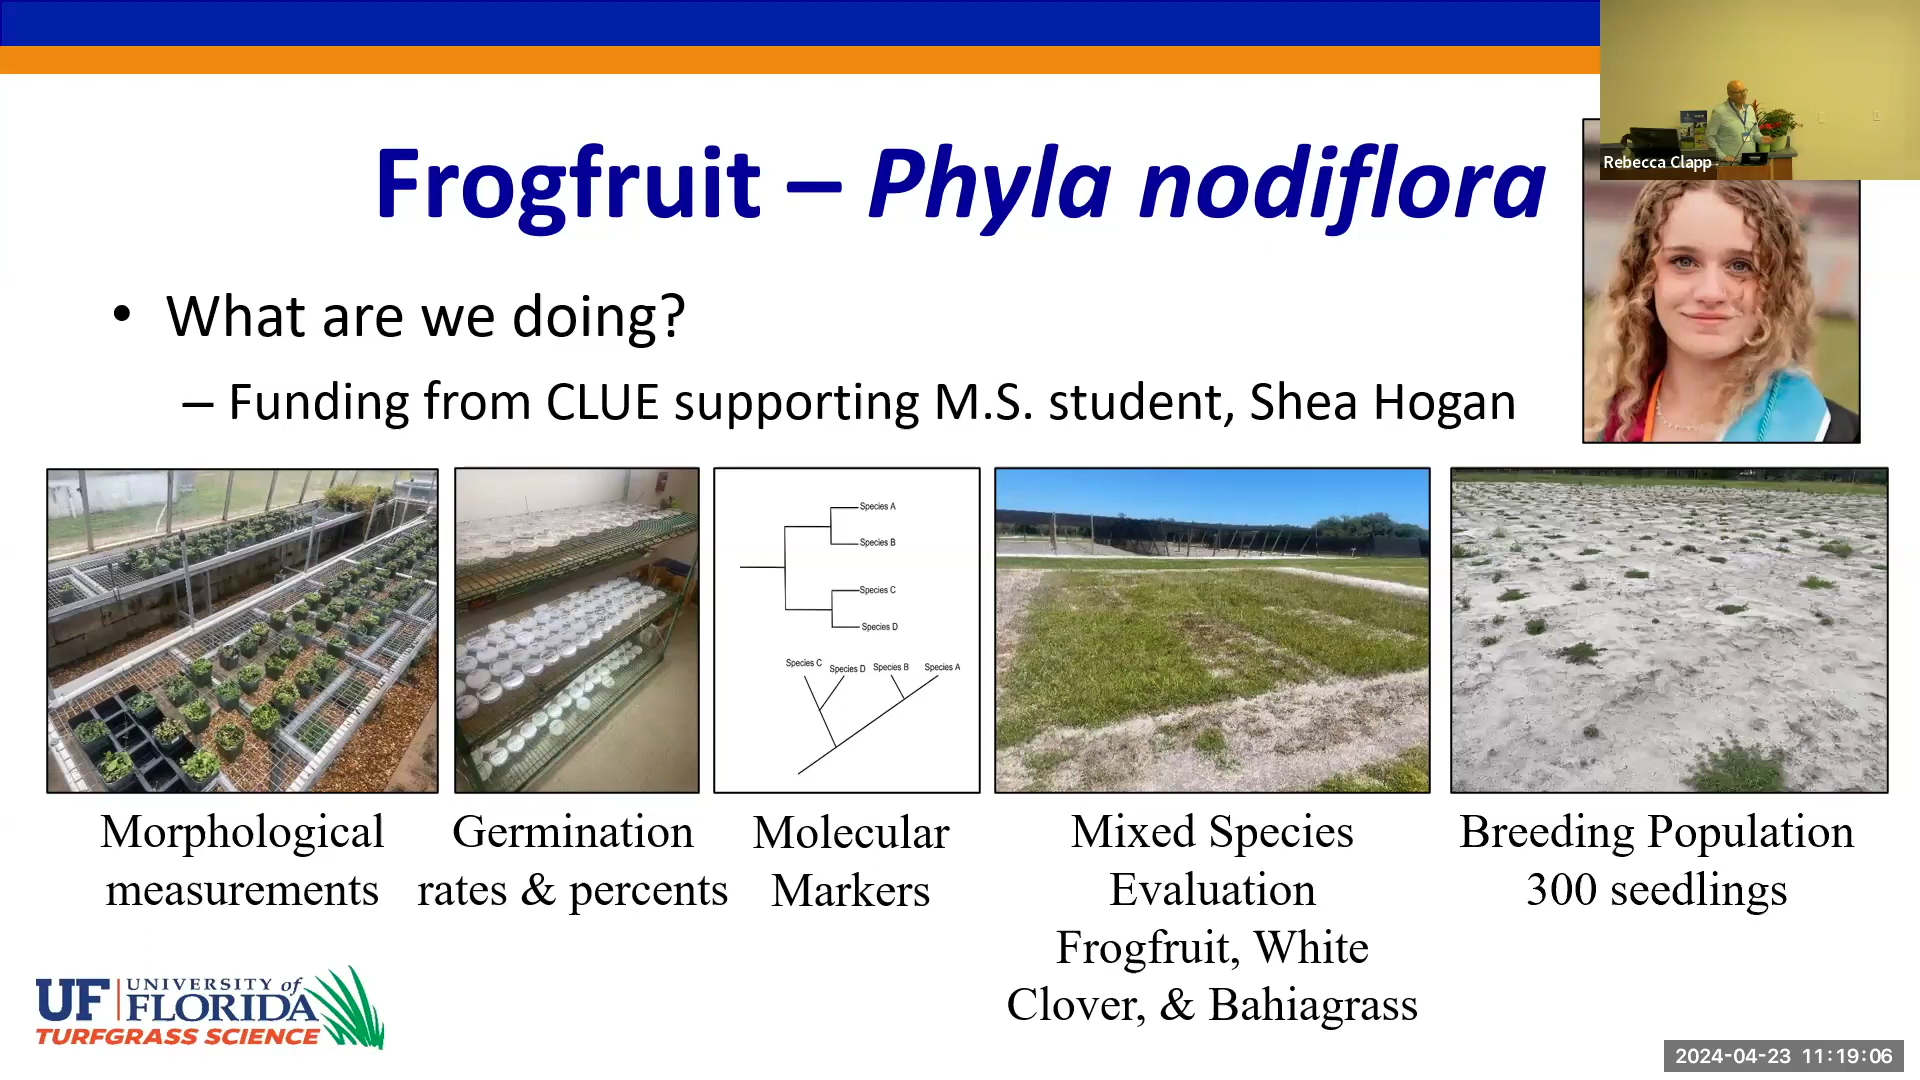 Frogfruit – Phyla nodiflora
Rebecca Clapp
• What are we doing?
– Funding from CLUE supporting M.S. student, Shea Hogan
Species A
Species B
Species C
Species D
Species C Species D Species B Species A
Morphological
measurements
Germination
rates & percents
Molecular
Markers
Mixed Species
Evaluation
Frogfruit, White
Clover, & Bahiagrass
Breeding Population
300 seedlings
UF UNIVERSITY of
FLORIDA
TURFGRASS SCIENCE
2024-04-23 11:19:06